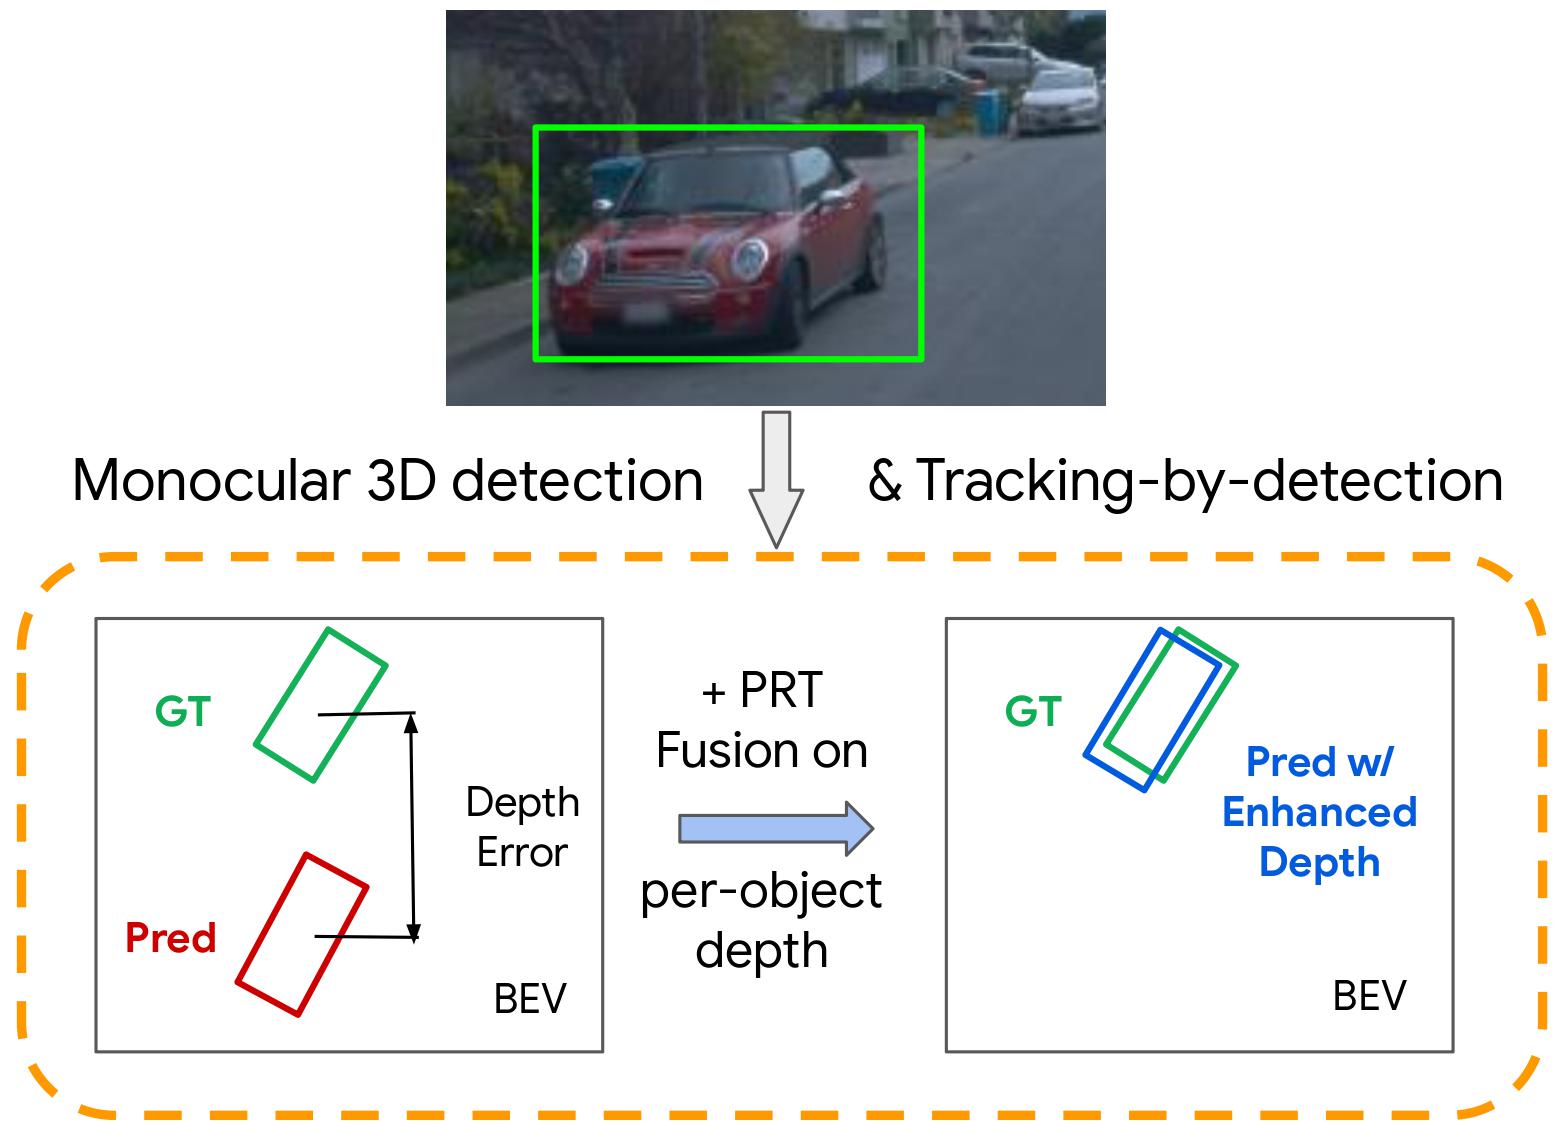 Monocular 3D detection & Tracking-by-detection
GT
Depth
Error
Pred
BEV
+ PRT
Fusion on
per-object
depth
GT
Pred w/
Enhanced
Depth
BEV